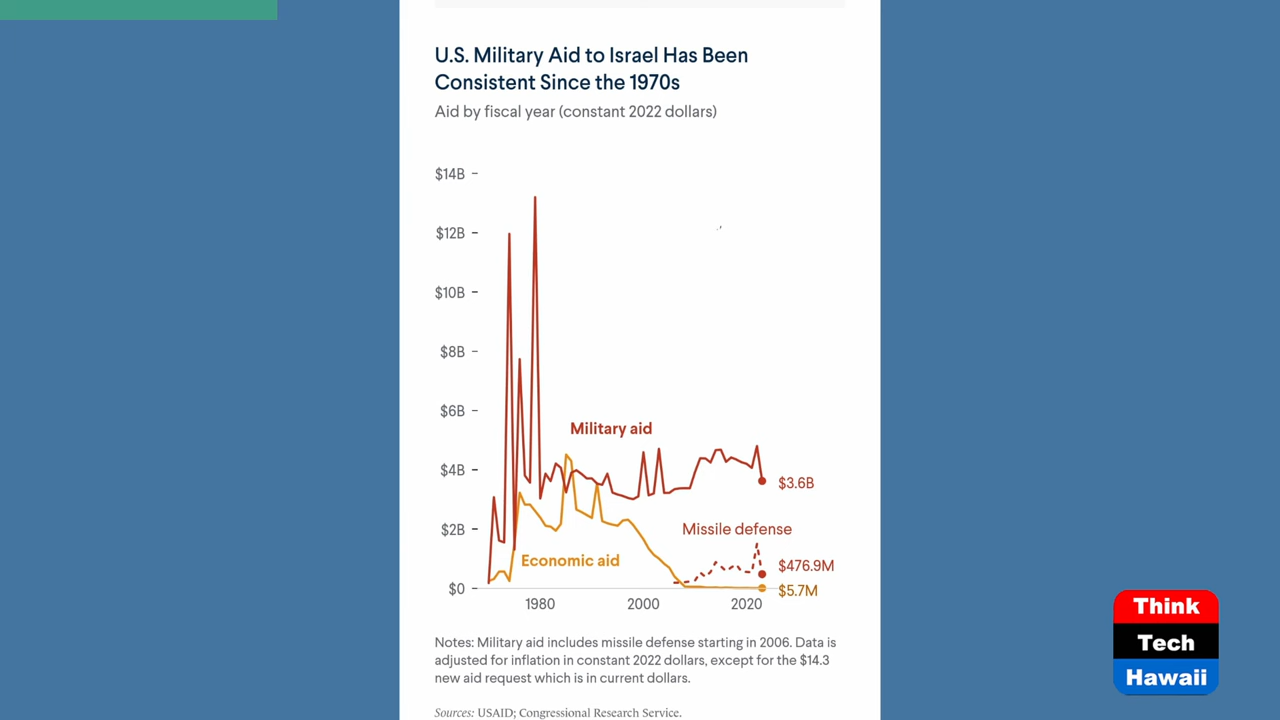 U.S. Military Aid to Israel Has Been
Consistent Since the 1970s
Aid by fiscal year (constant 2022 dollars)
$14B
$12B
$10B
$8B
$6B
Military aid
$4B
$3.6B
$2B
Missile defense
Economic aid
$476.9M
$0
$5.7M
1980 2000 2020
Notes: Military aid includes missile defense starting in 2006. Data is
adjusted for inflation in constant 2022 dollars, except for the $14.3
new aid request which is in current dollars.
Sources: USAID; Congressional Research Service.
Think
Tech
Hawaii